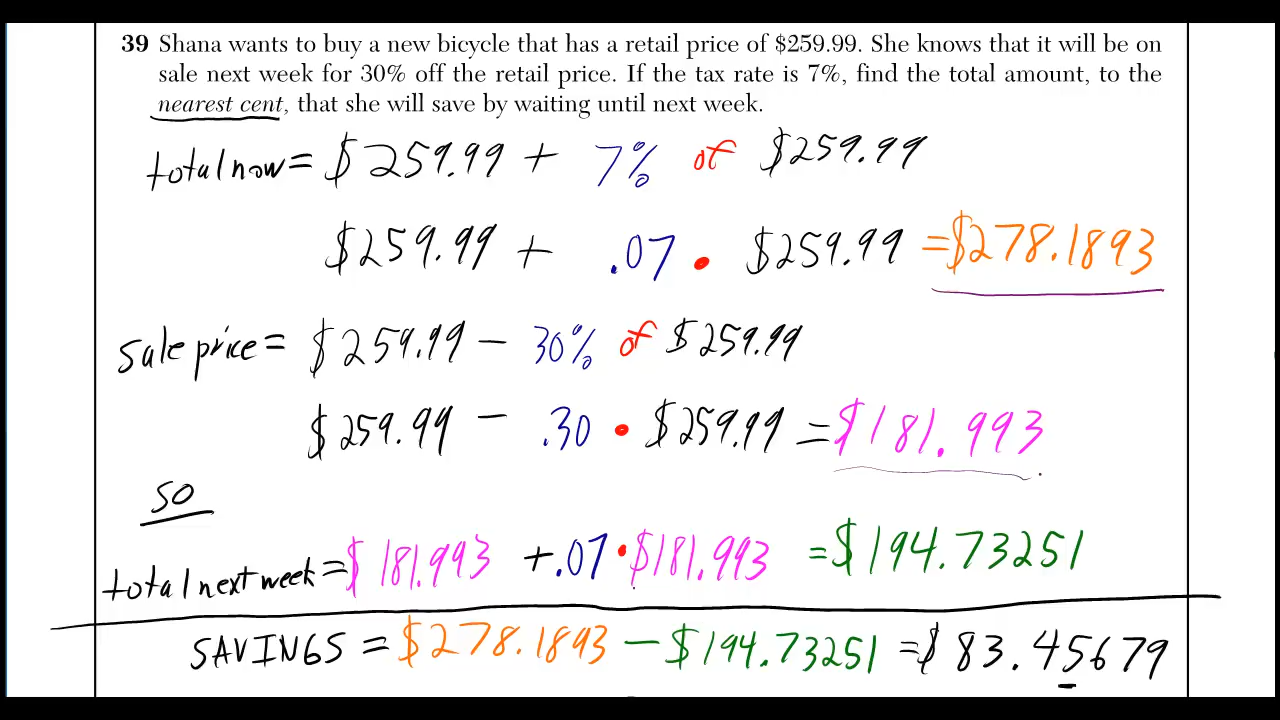 39 Shana wants to buy a new bicycle that has a retail price of $259.99. She knows that it will be on
sale next week for 30% off the retail price. If the tax rate is 7%, find the total amount, to the
nearest cent, that she will save by waiting until next week.
total now = $259.99 + 7% of $259.99
$259.99 + .07 • $259.99 = $278.1893
sale price = $259.99 - 30% of $259.99
$259.99 - .30 • $259.99 = $181.993
SO
total next week = $181.993 + .07 • $181.993 = $194.73251
SAVINGS = $278.1893 - $194.73251 = $83.45679